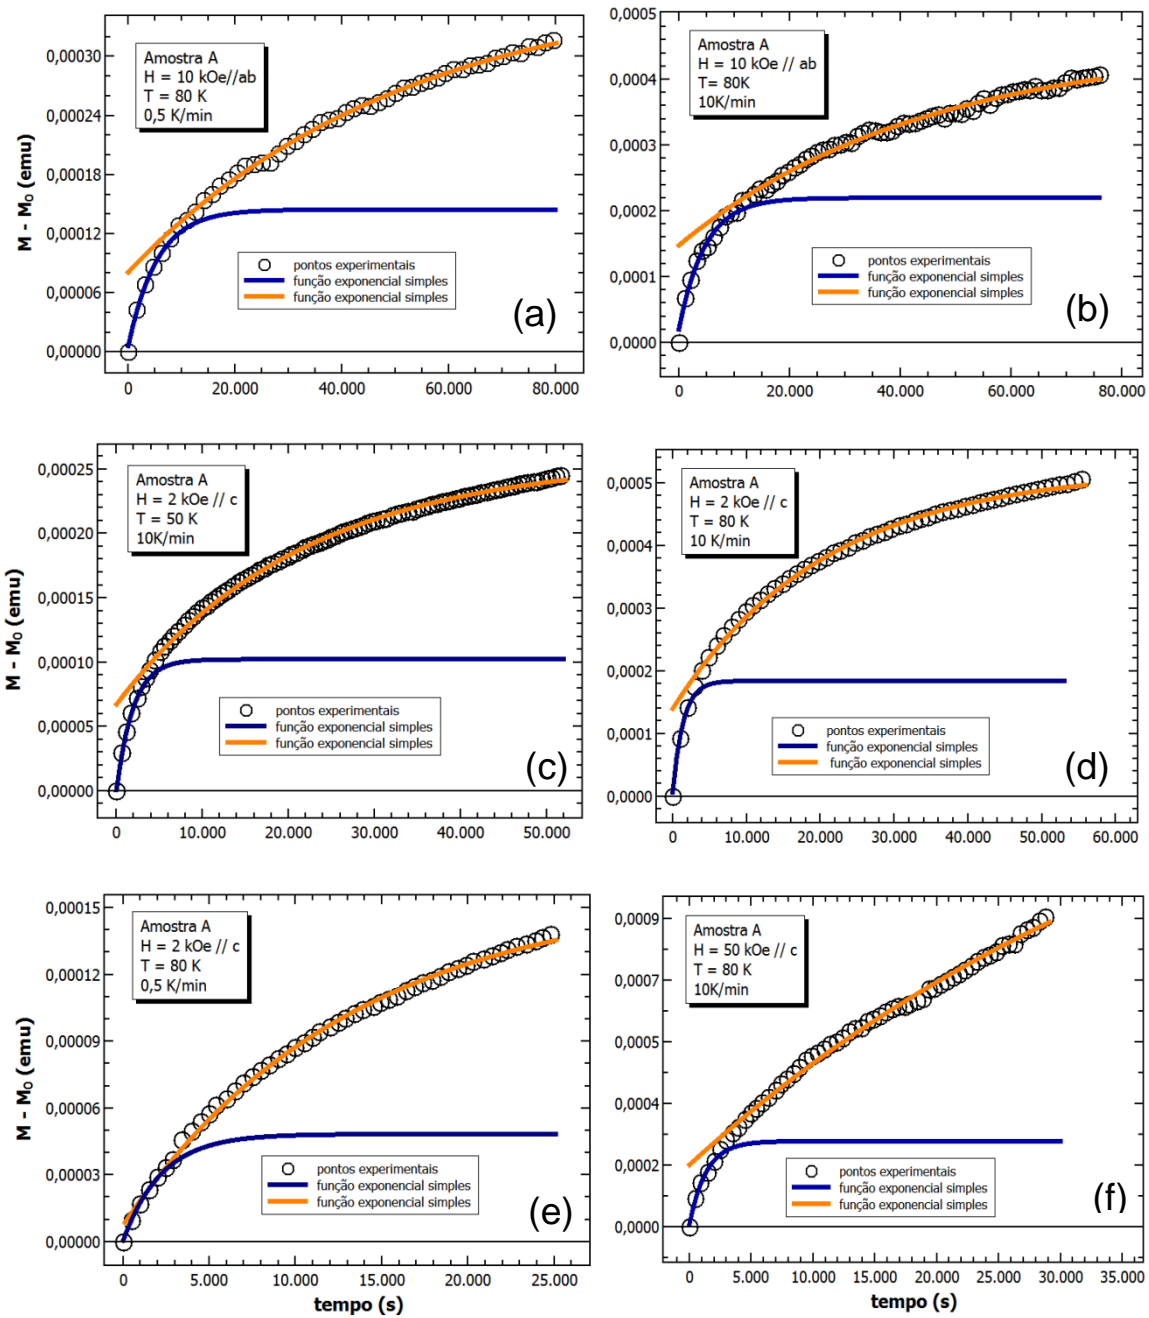 M - M₀ (emu)
0,00030
0,00024
0,00018
0,00012
0,00006
0,00000
Amostra A
H = 10 kOe//ab
T = 80 K
0,5 K/min
pontos experimentais
função exponencial simples
função exponencial simples
(a)
0
20.000
40.000
60.000
80.000
0,0005
0,0004
0,0003
0,0002
0,0001
0,0000
Amostra A
H = 10 kOe // ab
T= 80K
10K/min
pontos experimentais
função exponencial simples
função exponencial simples
(b)
0
20.000
40.000
60.000
80.000
M - M₀ (emu)
0,00025
0,00020
0,00015
0,00010
0,00005
0,00000
Amostra A
H = 2 kOe // c
T = 50 K
10K/min
pontos experimentais
função exponencial simples
função exponencial simples
(c)
0
10.000
20.000
30.000
40.000
50.000
0,0005
0,0004
0,0003
0,0002
0,0001
0,0000
Amostra A
H = 2 kOe // c
T = 80 K
10 K/min
pontos experimentais
função exponencial simples
função exponencial simples
(d)
0
10.000
20.000
30.000
40.000
50.000
60.000
M - M₀ (emu)
0,00015
0,00012
0,00009
0,00006
0,00003
0,00000
Amostra A
H = 2 kOe // c
T = 80 K
0,5 K/min
pontos experimentais
função exponencial simples
função exponencial simples
(e)
0
5.000
10.000
15.000
20.000
25.000
tempo (s)
0,0009
0,0007
0,0005
0,0004
0,0002
0,0000
Amostra A
H = 50 kOe // c
T = 80 K
10K/min
pontos experimentais
função exponencial simples
função exponencial simples
(f)
0
5.000
10.000
15.000
20.000
25.000
30.000
35.000
tempo (s)